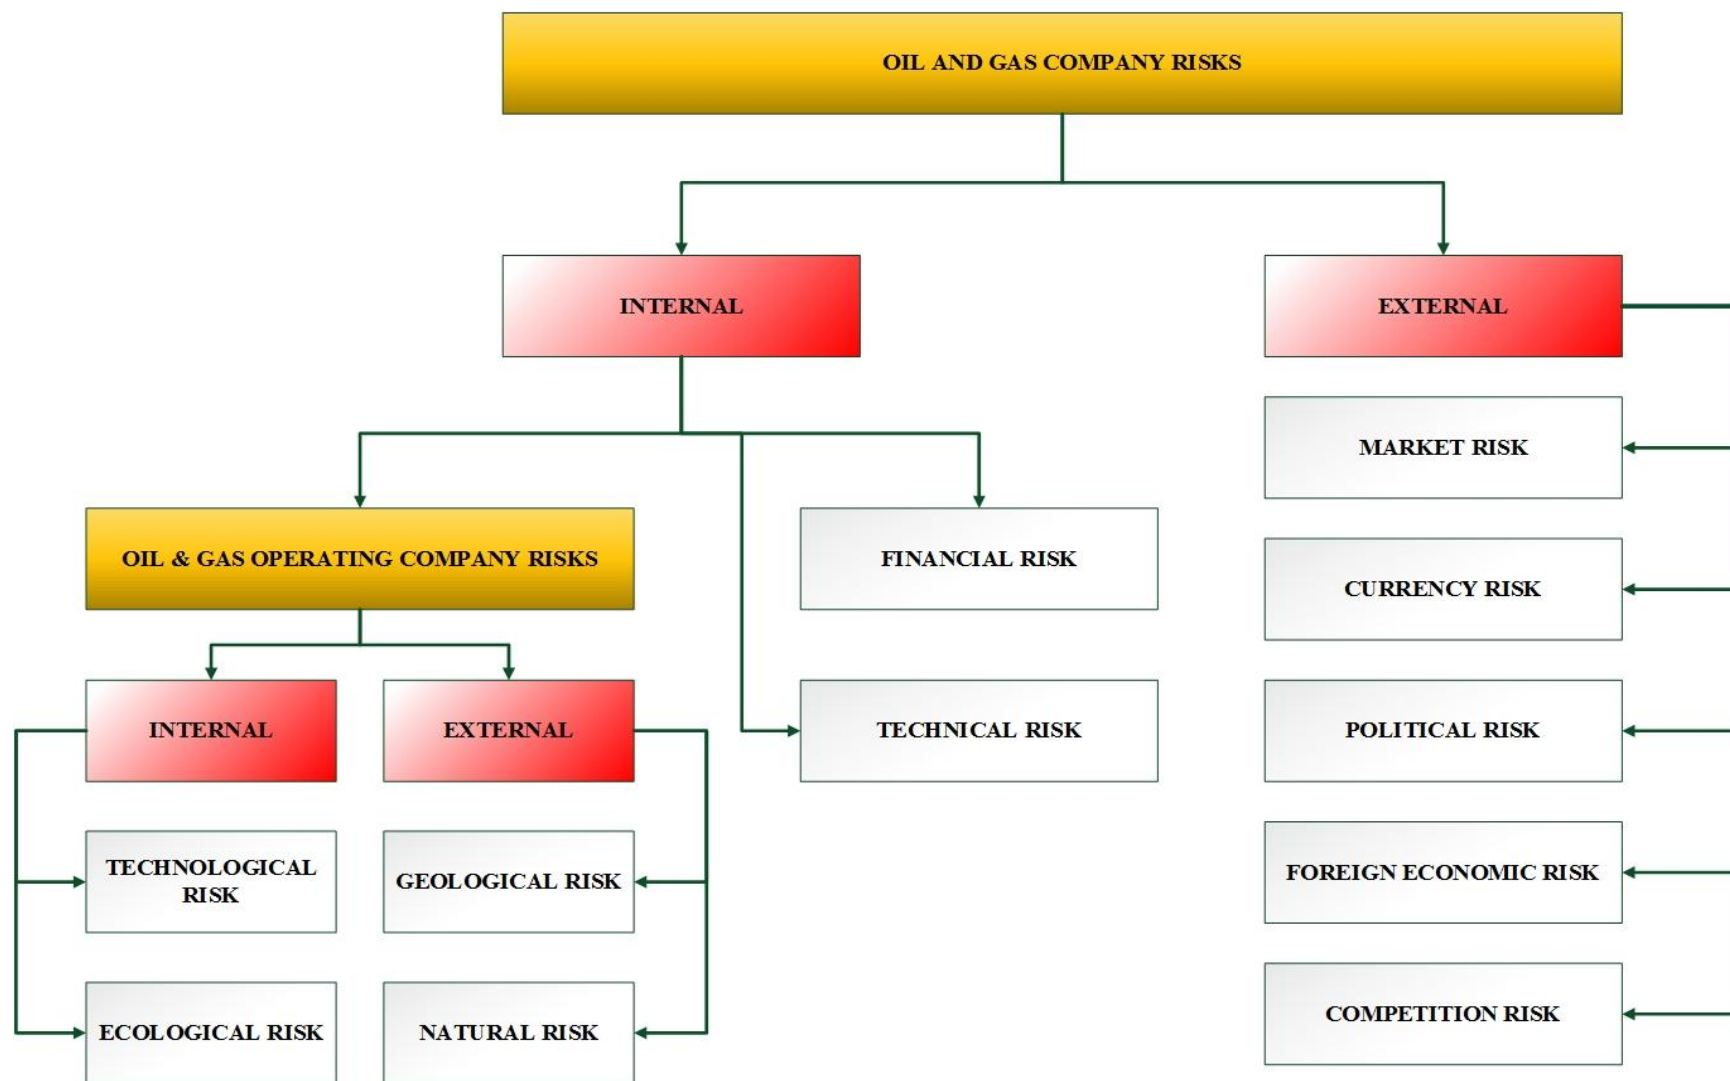 OIL AND GAS COMPANY RISKS
INTERNAL
EXTERNAL
MARKET RISK
OIL & GAS OPERATING COMPANY RISKS
FINANCIAL RISK
CURRENCY RISK
INTERNAL
EXTERNAL
TECHNICAL RISK
POLITICAL RISK
TECHNOLOGICAL
RISK
GEOLOGICAL RISK
FOREIGN ECONOMIC RISK
ECOLOGICAL RISK
NATURAL RISK
COMPETITION RISK